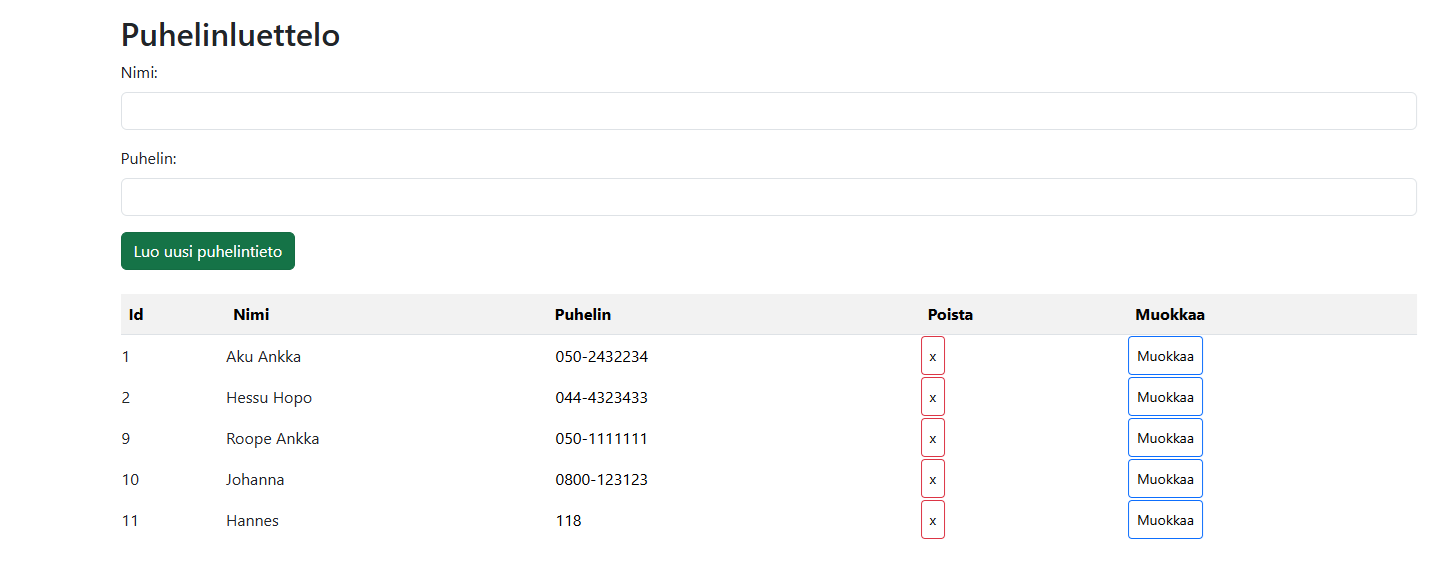 Puhelinluettelo
Nimi:
Puhelin:
Luo uusi puhelintieto
Id Nimi Puhelin Poista Muokkaa
1 Aku Ankka 050-2432234 x Muokkaa
2 Hessu Hopo 044-4323433 x Muokkaa
9 Roope Ankka 050-1111111 x Muokkaa
10 Johanna 0800-123123 x Muokkaa
11 Hannes 118 x Muokkaa